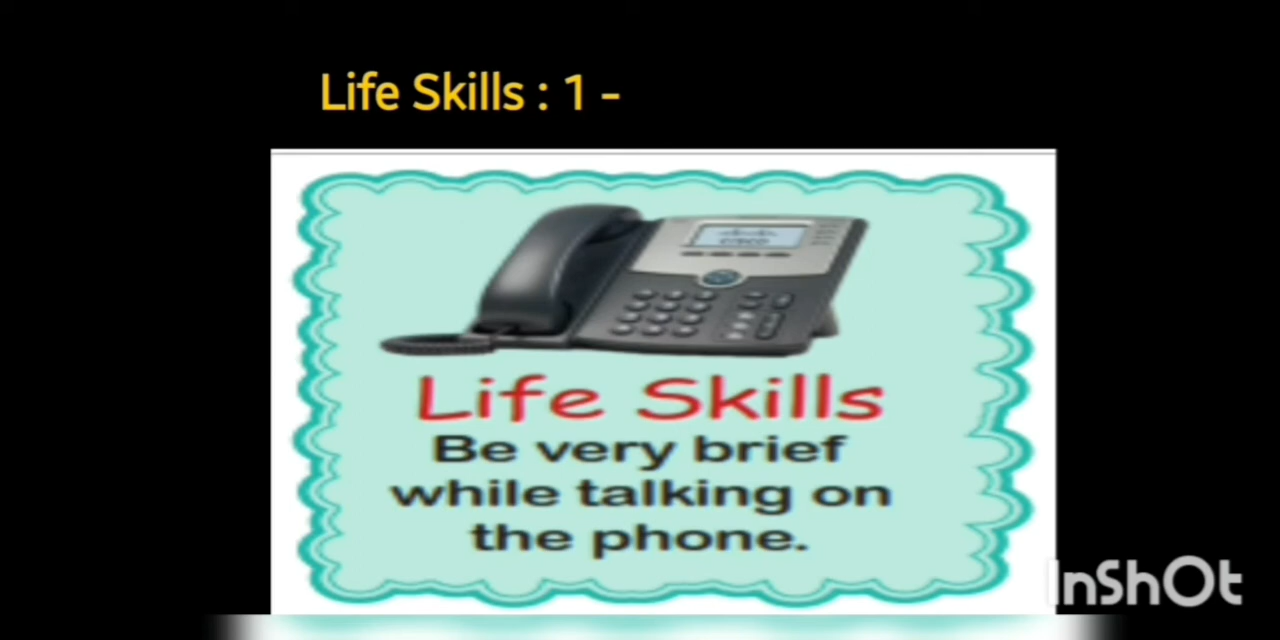 Life Skills : 1 -
Life Skills
Be very brief
while talking on
the phone.
InShOt